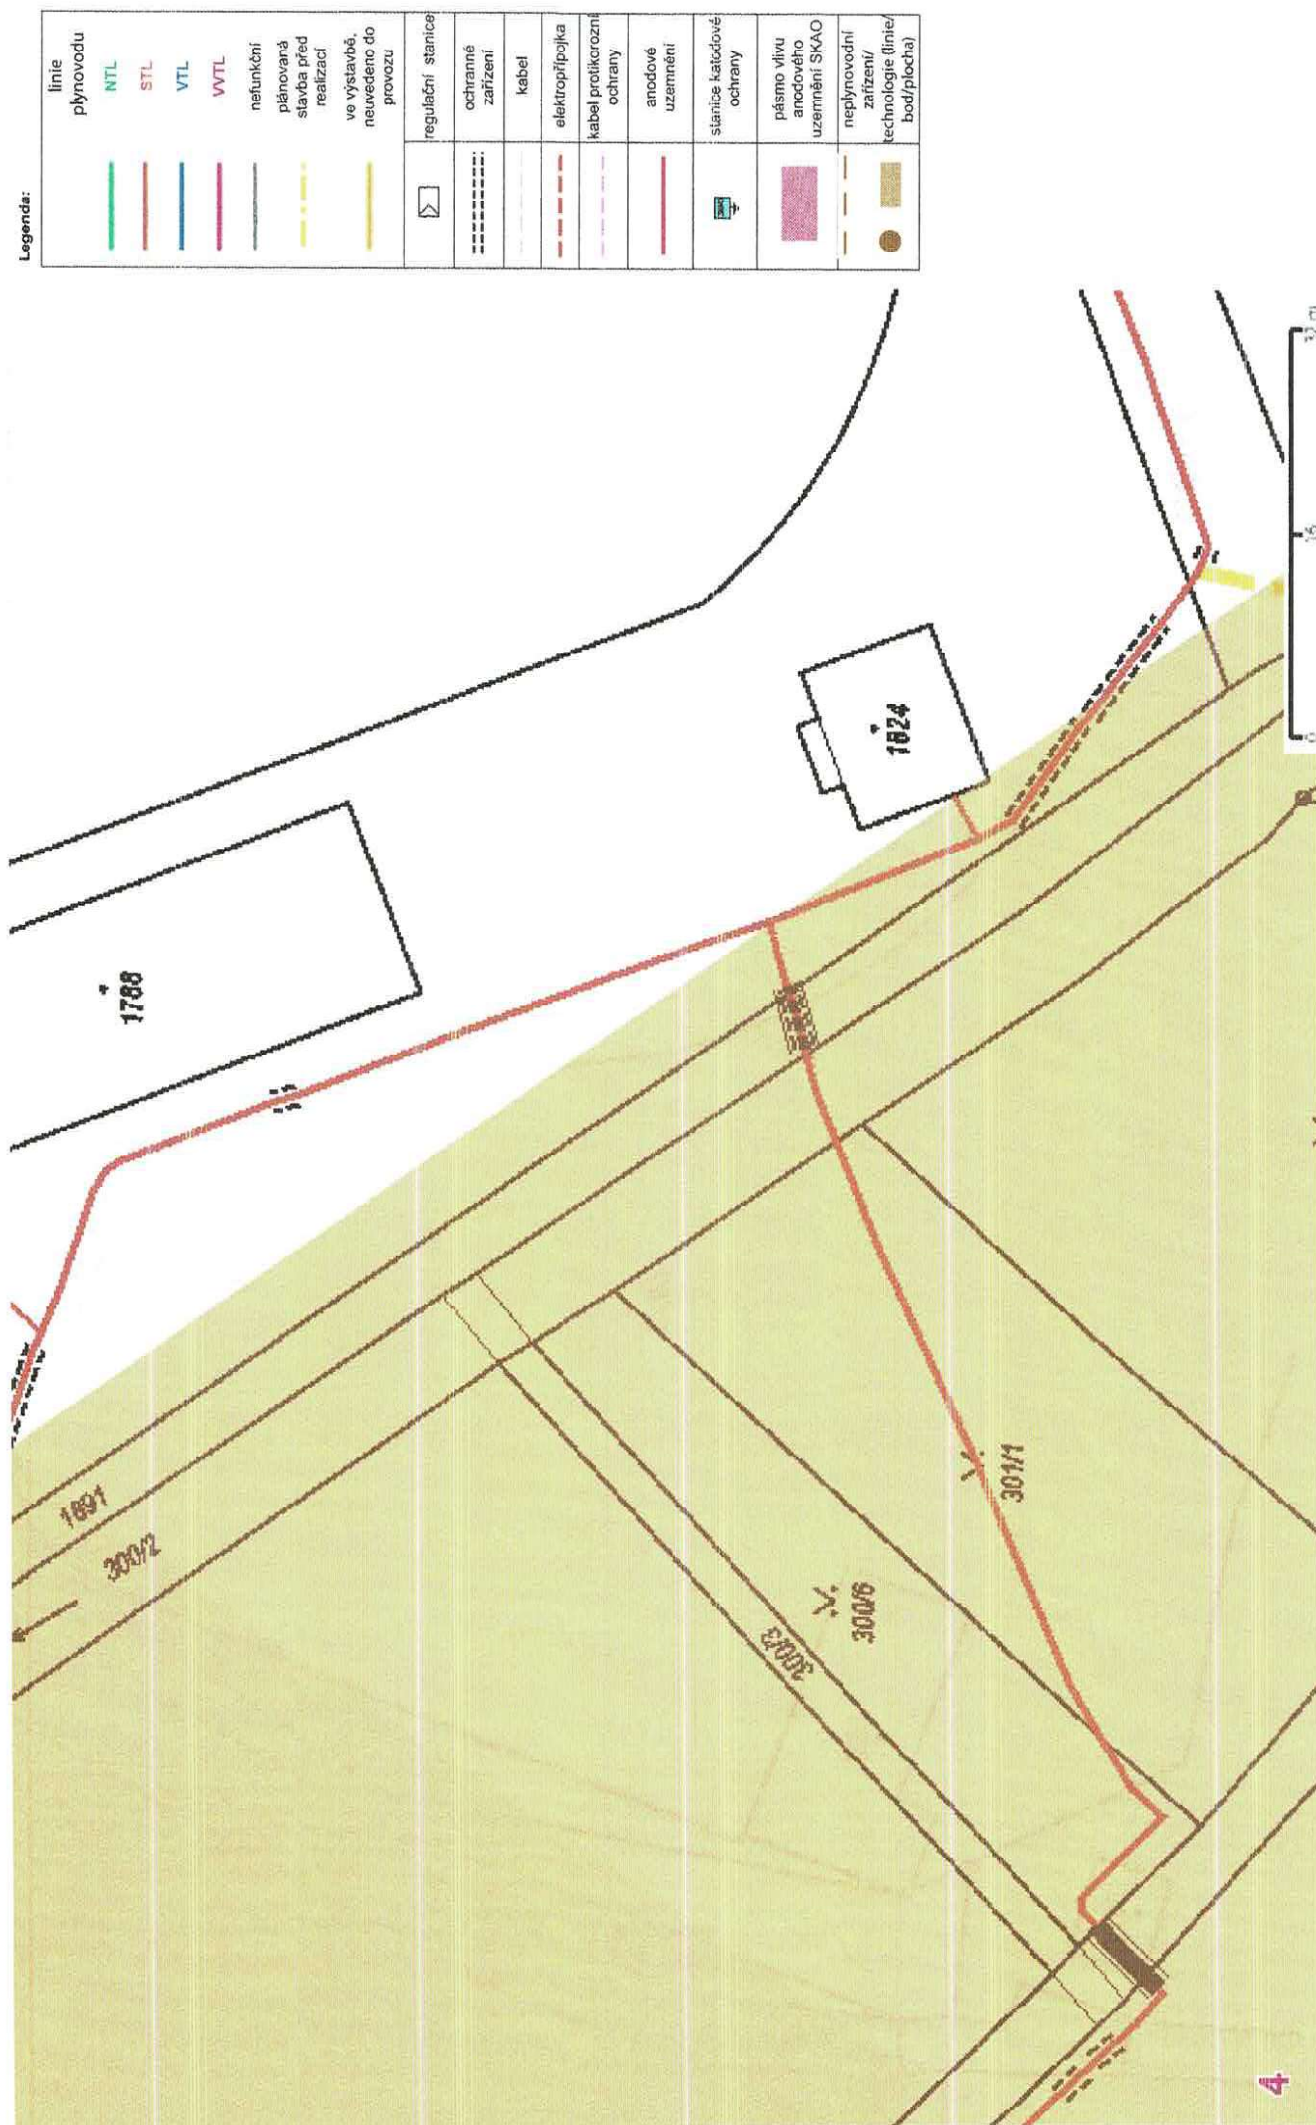 Legenda:
linie
plynovodu
NTL
STL
VTL
VVTL
nefunkční
plánovaná
stavba před
realizací
ve výstavbě,
neuvedeno do
provozu
regulační stanice
ochranné
zařízení
kabel
elektropřípojka
kabel protikorozní
ochrany
anodové
uzemnění
stanice katodové
ochrany
pásmo vlivu
anodového
uzemnění SKAO
neplynovodní
zařízení/
technologie (linie/
bod/plocha)
1788
1824
1891
300/2
300/3
300/6
301/1
0
16
4